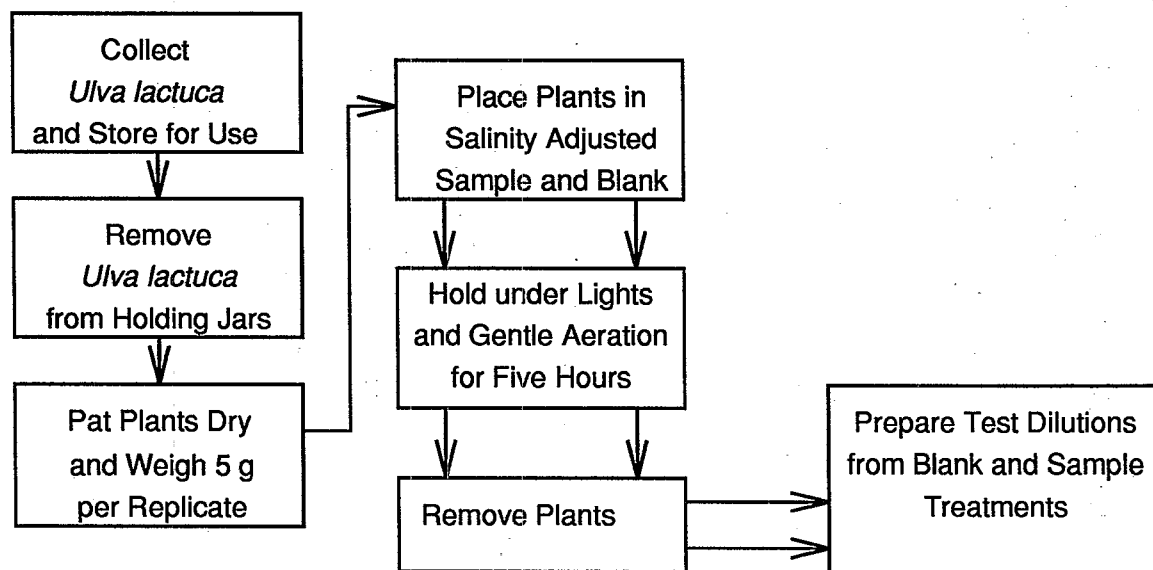 Collect
Ulva lactuca
and Store for Use
Remove
Ulva lactuca
from Holding Jars
Pat Plants Dry
and Weigh 5 g
per Replicate
Place Plants in
Salinity Adjusted
Sample and Blank
Hold under Lights
and Gentle Aeration
for Five Hours
Remove Plants
Prepare Test Dilutions
from Blank and Sample
Treatments